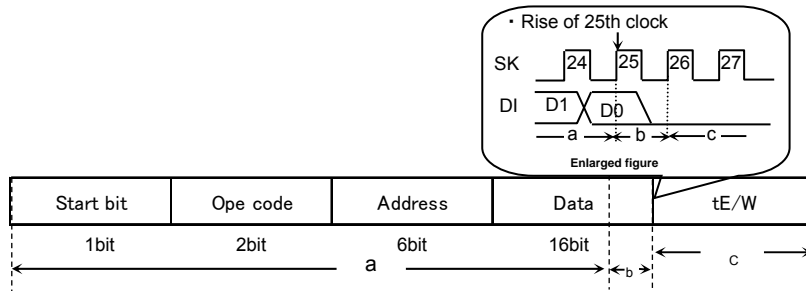 ・ Rise of 25th clock
SK 24 25 26 27
DI D1 D0
a b c
Enlarged figure
Start bit Ope code Address Data tE/W
1bit 2bit 6bit 16bit
a b C